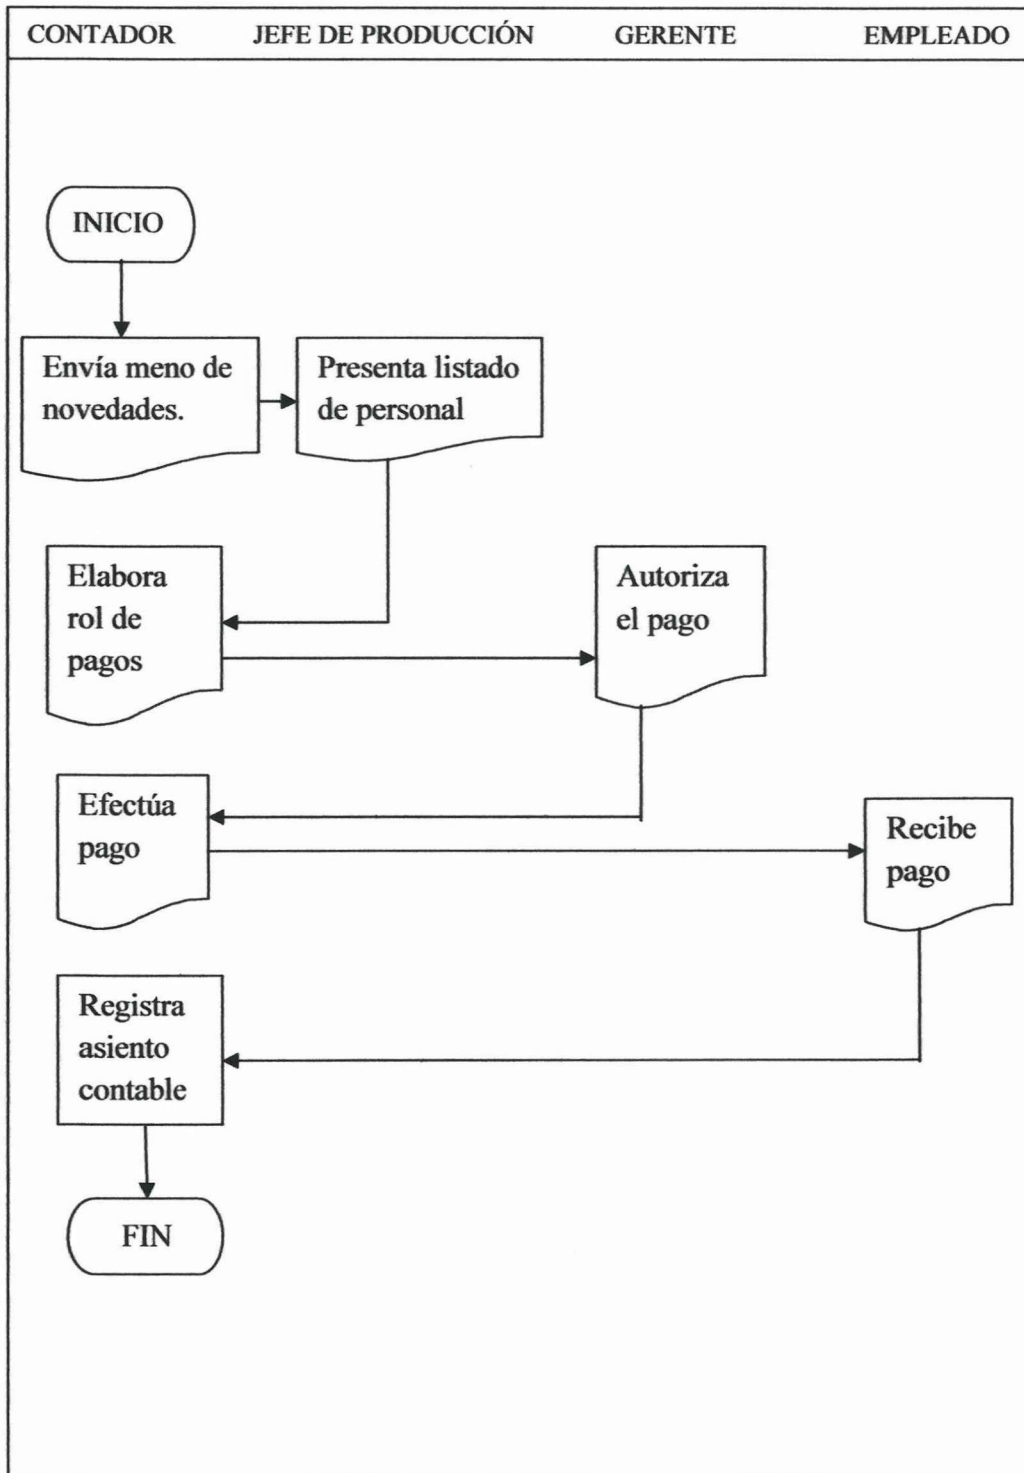 CONTADOR JEFE DE PRODUCCIÓN GERENTE EMPLEADO
INICIO
Envía meno de
novedades.
Presenta listado
de personal
Elabora
rol de
pagos
Autoriza
el pago
Efectúa
pago
Recibe
pago
Registra
asiento
contable
FIN